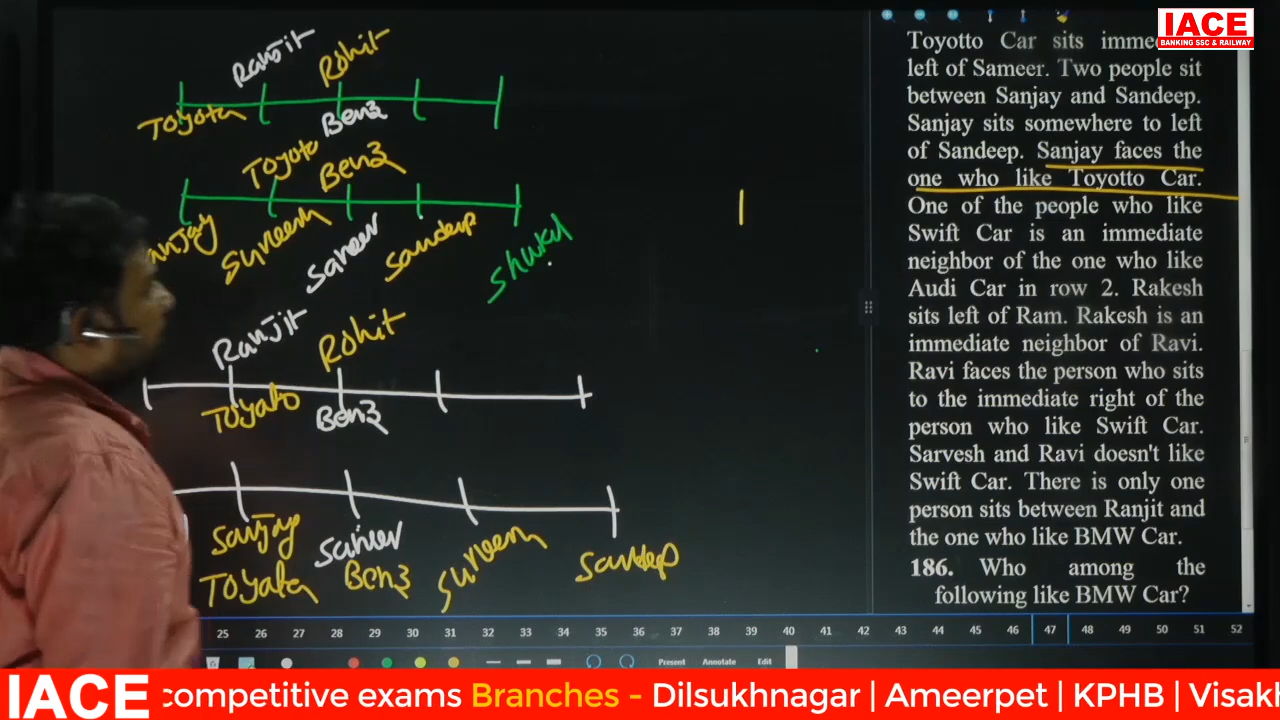 IACE
BANKING SSC & RAILWAY
Ranjit Rohit
Toyota Benz
Toyoto Benz
anjay Suneem Sameer Sandeep Shukul
Ranjit Rohit
Toyato Benz
Sanjay Sameer Suneem Sandeep
Toyata Benz
Toyotto Car sits imme
left of Sameer. Two people sit
between Sanjay and Sandeep.
Sanjay sits somewhere to left
of Sandeep. Sanjay faces the
one who like Toyotto Car.
One of the people who like
Swift Car is an immediate
neighbor of the one who like
Audi Car in row 2. Rakesh
sits left of Ram. Rakesh is an
immediate neighbor of Ravi.
Ravi faces the person who sits
to the immediate right of the
person who like Swift Car.
Sarvesh and Ravi doesn't like
Swift Car. There is only one
person sits between Ranjit and
the one who like BMW Car.
186. Who among the
following like BMW Car?
25 26 27 28 29 30 31 32 33 34 35 36 37 38 39 40 41 42 43 44 45 46 47 48 49 50 51 52
Present Annotate Edit
IACE competitive exams Branches - Dilsukhnagar | Ameerpet | KPHB | Visakh